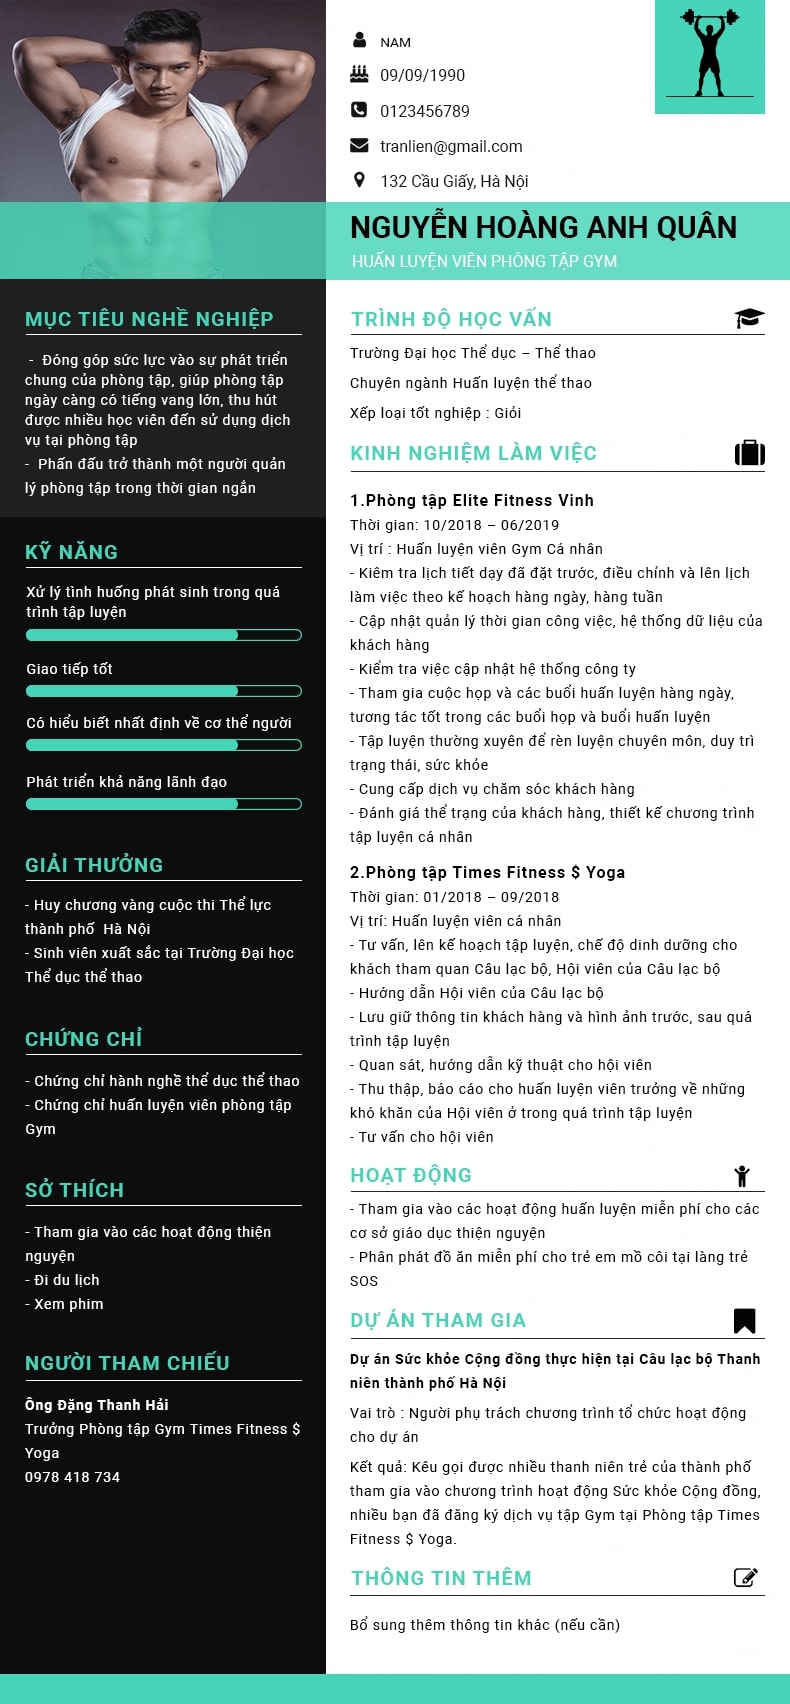 NAM
09/09/1990
0123456789
tranlien@gmail.com
132 Cầu Giấy, Hà Nội
NGUYỄN HOÀNG ANH QUÂN
HUẤN LUYỆN VIÊN PHÒNG TẬP GYM
MỤC TIÊU NGHỀ NGHIỆP
- Đóng góp sức lực vào sự phát triển
chung của phòng tập, giúp phòng tập
ngày càng có tiếng vang lớn, thu hút
được nhiều học viên đến sử dụng dịch
vụ tại phòng tập
- Phấn đấu trở thành một người quản
lý phòng tập trong thời gian ngắn
KỸ NĂNG
Xử lý tình huống phát sinh trong quá
trình tập luyện
Giao tiếp tốt
Có hiểu biết nhất định về cơ thể người
Phát triển khả năng lãnh đạo
GIẢI THƯỞNG
- Huy chương vàng cuộc thi Thể lực
thành phố Hà Nội
- Sinh viên xuất sắc tại Trường Đại học
Thể dục thể thao
CHỨNG CHỈ
- Chứng chỉ hành nghề thể dục thể thao
- Chứng chỉ huấn luyện viên phòng tập
Gym
SỞ THÍCH
- Tham gia vào các hoạt động thiện
nguyện
- Đi du lịch
- Xem phim
NGƯỜI THAM CHIẾU
Ông Đặng Thanh Hải
Trưởng Phòng tập Gym Times Fitness $
Yoga
0978 418 734
TRÌNH ĐỘ HỌC VẤN
Trường Đại học Thể dục – Thể thao
Chuyên ngành Huấn luyện thể thao
Xếp loại tốt nghiệp : Giỏi
KINH NGHIỆM LÀM VIỆC
1.Phòng tập Elite Fitness Vinh
Thời gian: 10/2018 – 06/2019
Vị trí : Huấn luyện viên Gym Cá nhân
- Kiêm tra lịch tiết dạy đã đặt trước, điều chỉnh và lên lịch
làm việc theo kế hoạch hàng ngày, hàng tuần
- Cập nhật quản lý thời gian công việc, hệ thống dữ liệu của
khách hàng
- Kiểm tra việc cập nhật hệ thống công ty
- Tham gia cuộc họp và các buổi huấn luyện hàng ngày,
tương tác tốt trong các buổi họp và buổi huấn luyện
- Tập luyện thường xuyên để rèn luyện chuyên môn, duy trì
trạng thái, sức khỏe
- Cung cấp dịch vụ chăm sóc khách hàng
- Đánh giá thể trạng của khách hàng, thiết kế chương trình
tập luyện cá nhân
2.Phòng tập Times Fitness $ Yoga
Thời gian: 01/2018 – 09/2018
Vị trí: Huấn luyện viên cá nhân
- Tư vấn, lên kế hoạch tập luyện, chế độ dinh dưỡng cho
khách tham quan Câu lạc bộ, Hội viên của Câu lạc bộ
- Hướng dẫn Hội viên của Câu lạc bộ
- Lưu giữ thông tin khách hàng và hình ảnh trước, sau quá
trình tập luyện
- Quan sát, hướng dẫn kỹ thuật cho hội viên
- Thu thập, báo cáo cho huấn luyện viên trưởng về những
khó khăn của Hội viên ở trong quá trình tập luyện
- Tư vấn cho hội viên
HOẠT ĐỘNG
- Tham gia vào các hoạt động huấn luyện miễn phí cho các
cơ sở giáo dục thiện nguyện
- Phân phát đồ ăn miễn phí cho trẻ em mồ côi tại làng trẻ
SOS
DỰ ÁN THAM GIA
Dự án Sức khỏe Cộng đồng thực hiện tại Câu lạc bộ Thanh
niên thành phố Hà Nội
Vai trò : Người phụ trách chương trình tổ chức hoạt động
cho dự án
Kết quả: Kêu gọi được nhiều thanh niên trẻ của thành phố
tham gia vào chương trình hoạt động Sức khỏe Cộng đồng,
nhiều bạn đã đăng ký dịch vụ tập Gym tại Phòng tập Times
Fitness $ Yoga.
THÔNG TIN THÊM
Bổ sung thêm thông tin khác (nếu cần)